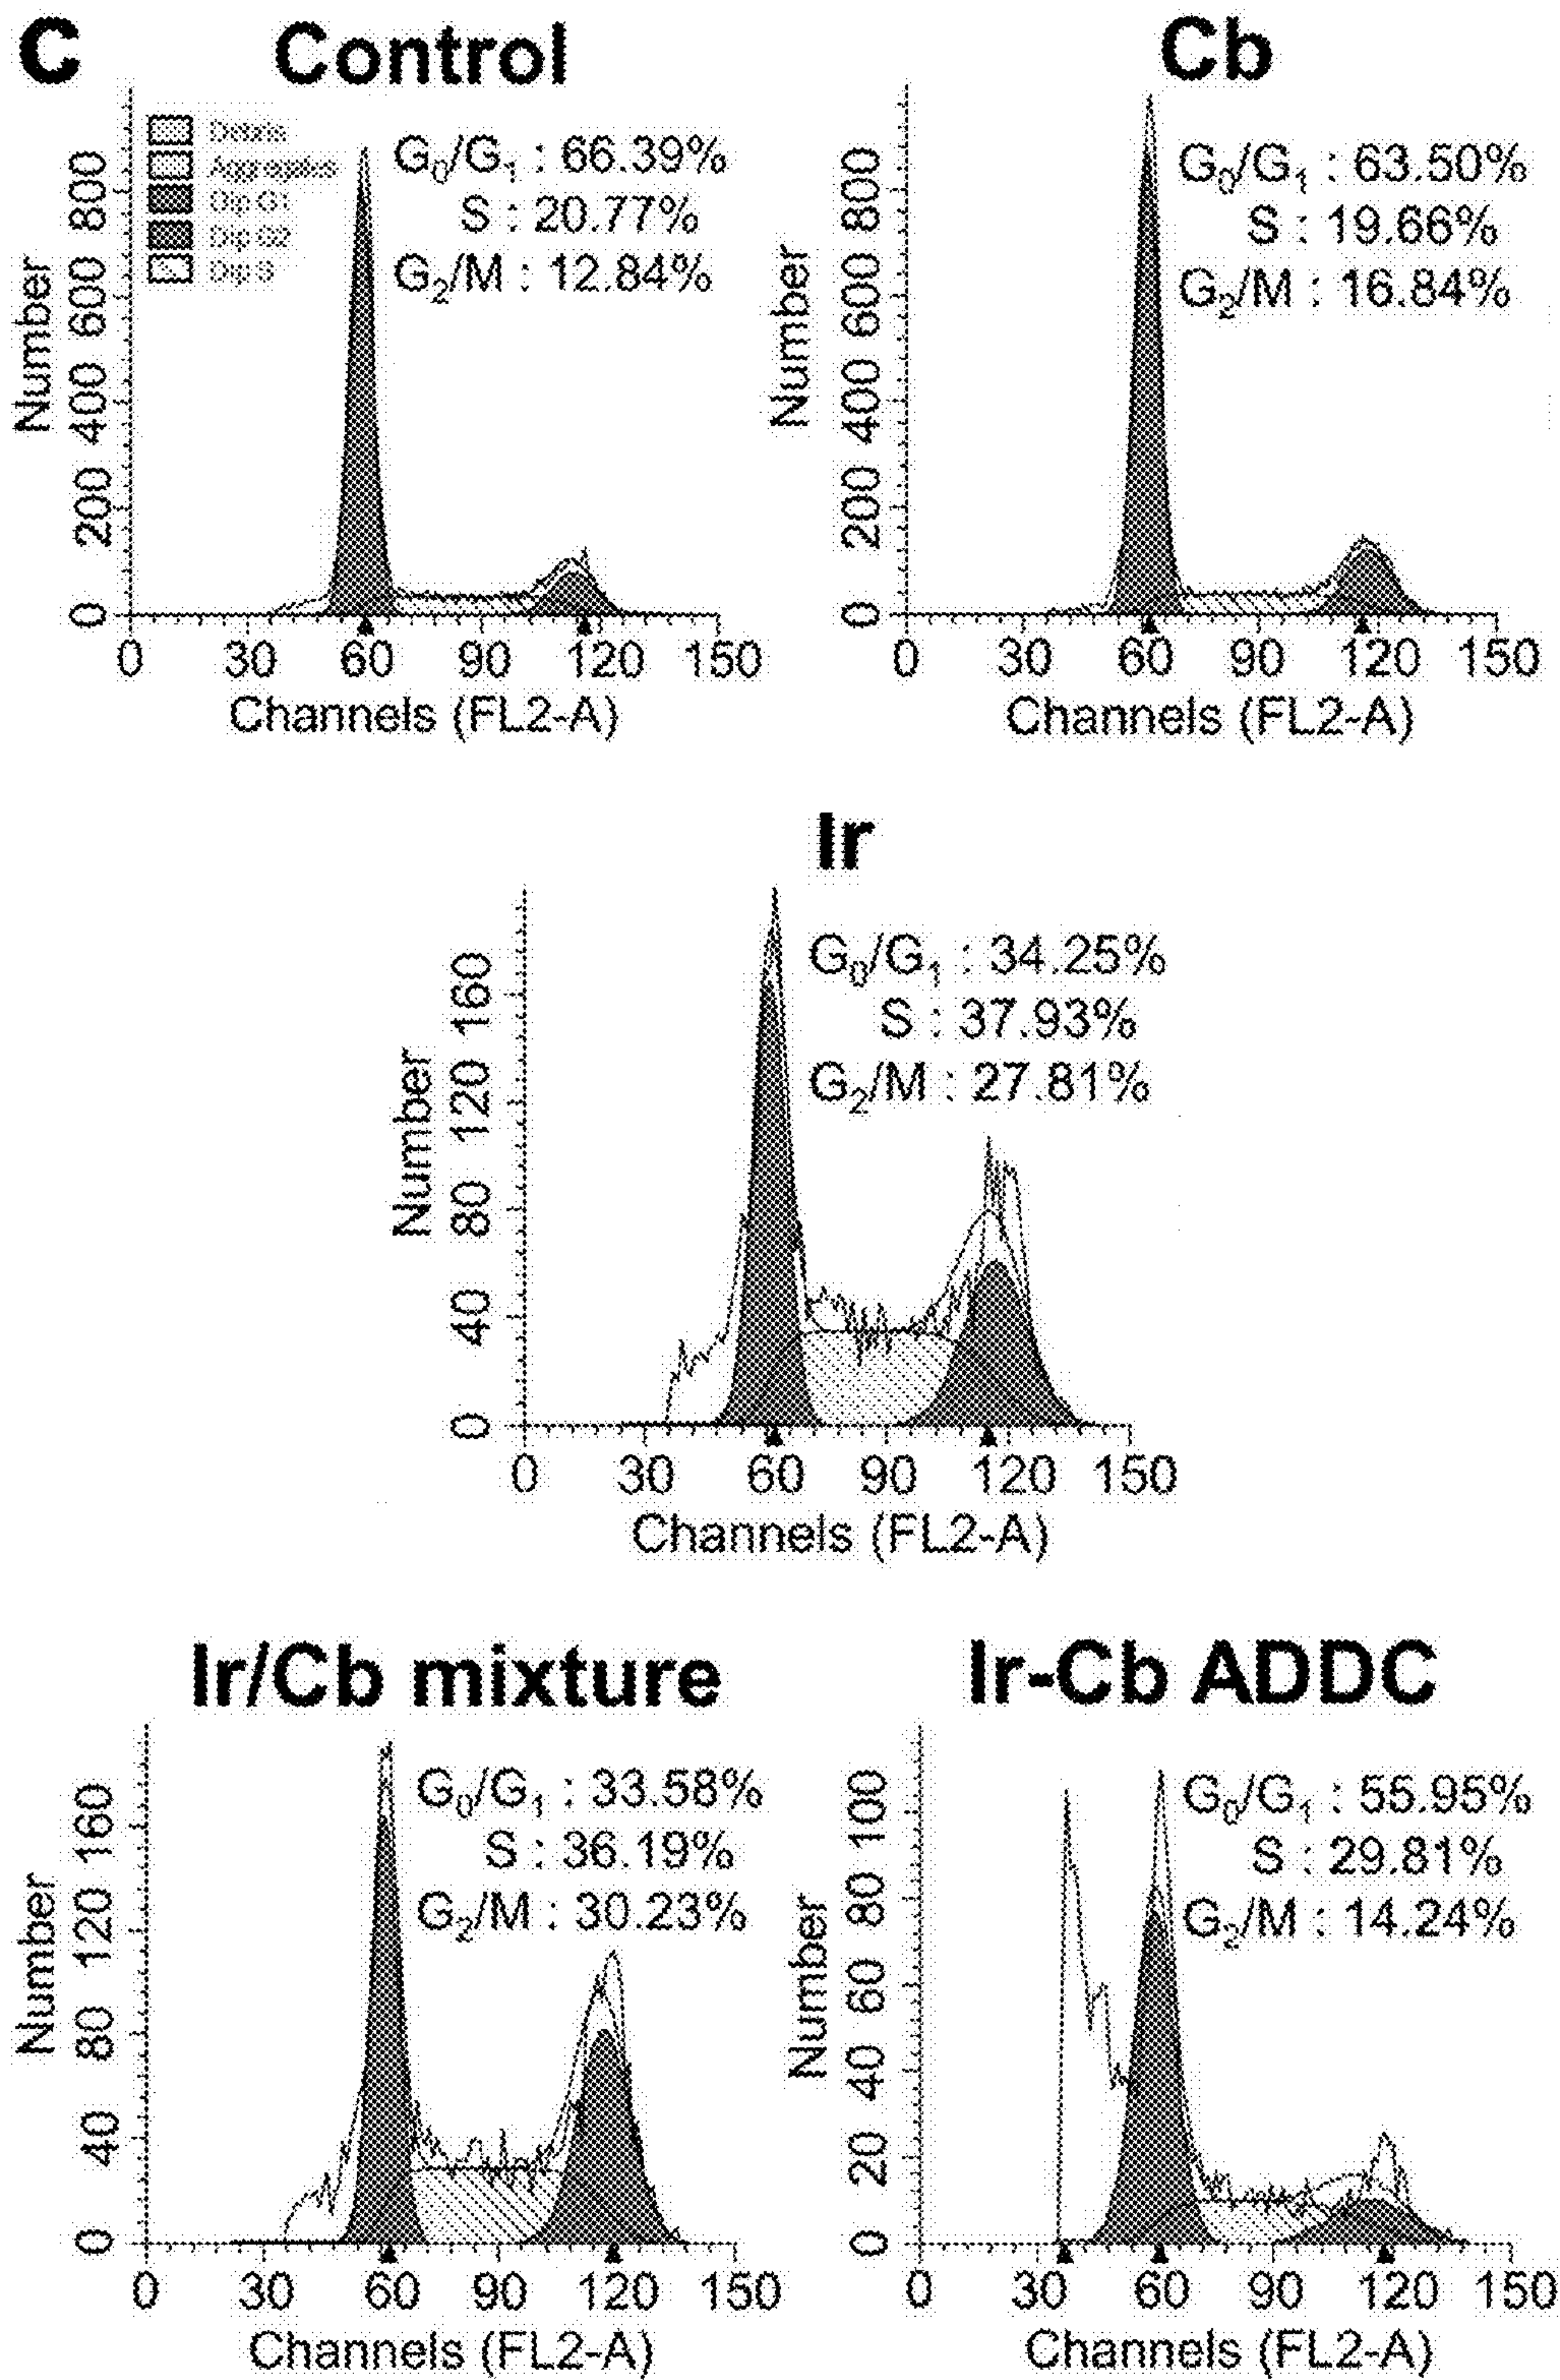 C
Control
Debris
Aggregates
Dip G1
Dip G2
Dip S
G0/G1 : 66.39%
S : 20.77%
G2/M : 12.84%
Number
0 200 400 600 800
0 30 60 90 120 150
Channels (FL2-A)
Cb
G0/G1 : 63.50%
S : 19.66%
G2/M : 16.84%
Number
0 200 400 600 800
0 30 60 90 120 150
Channels (FL2-A)
Ir
G0/G1 : 34.25%
S : 37.93%
G2/M : 27.81%
Number
0 40 80 120 160
0 30 60 90 120 150
Channels (FL2-A)
Ir/Cb mixture
G0/G1 : 33.58%
S : 36.19%
G2/M : 30.23%
Number
0 40 80 120 160
0 30 60 90 120 150
Channels (FL2-A)
Ir-Cb ADDC
G0/G1 : 55.95%
S : 29.81%
G2/M : 14.24%
Number
0 20 40 60 80 100
0 30 60 90 120 150
Channels (FL2-A)